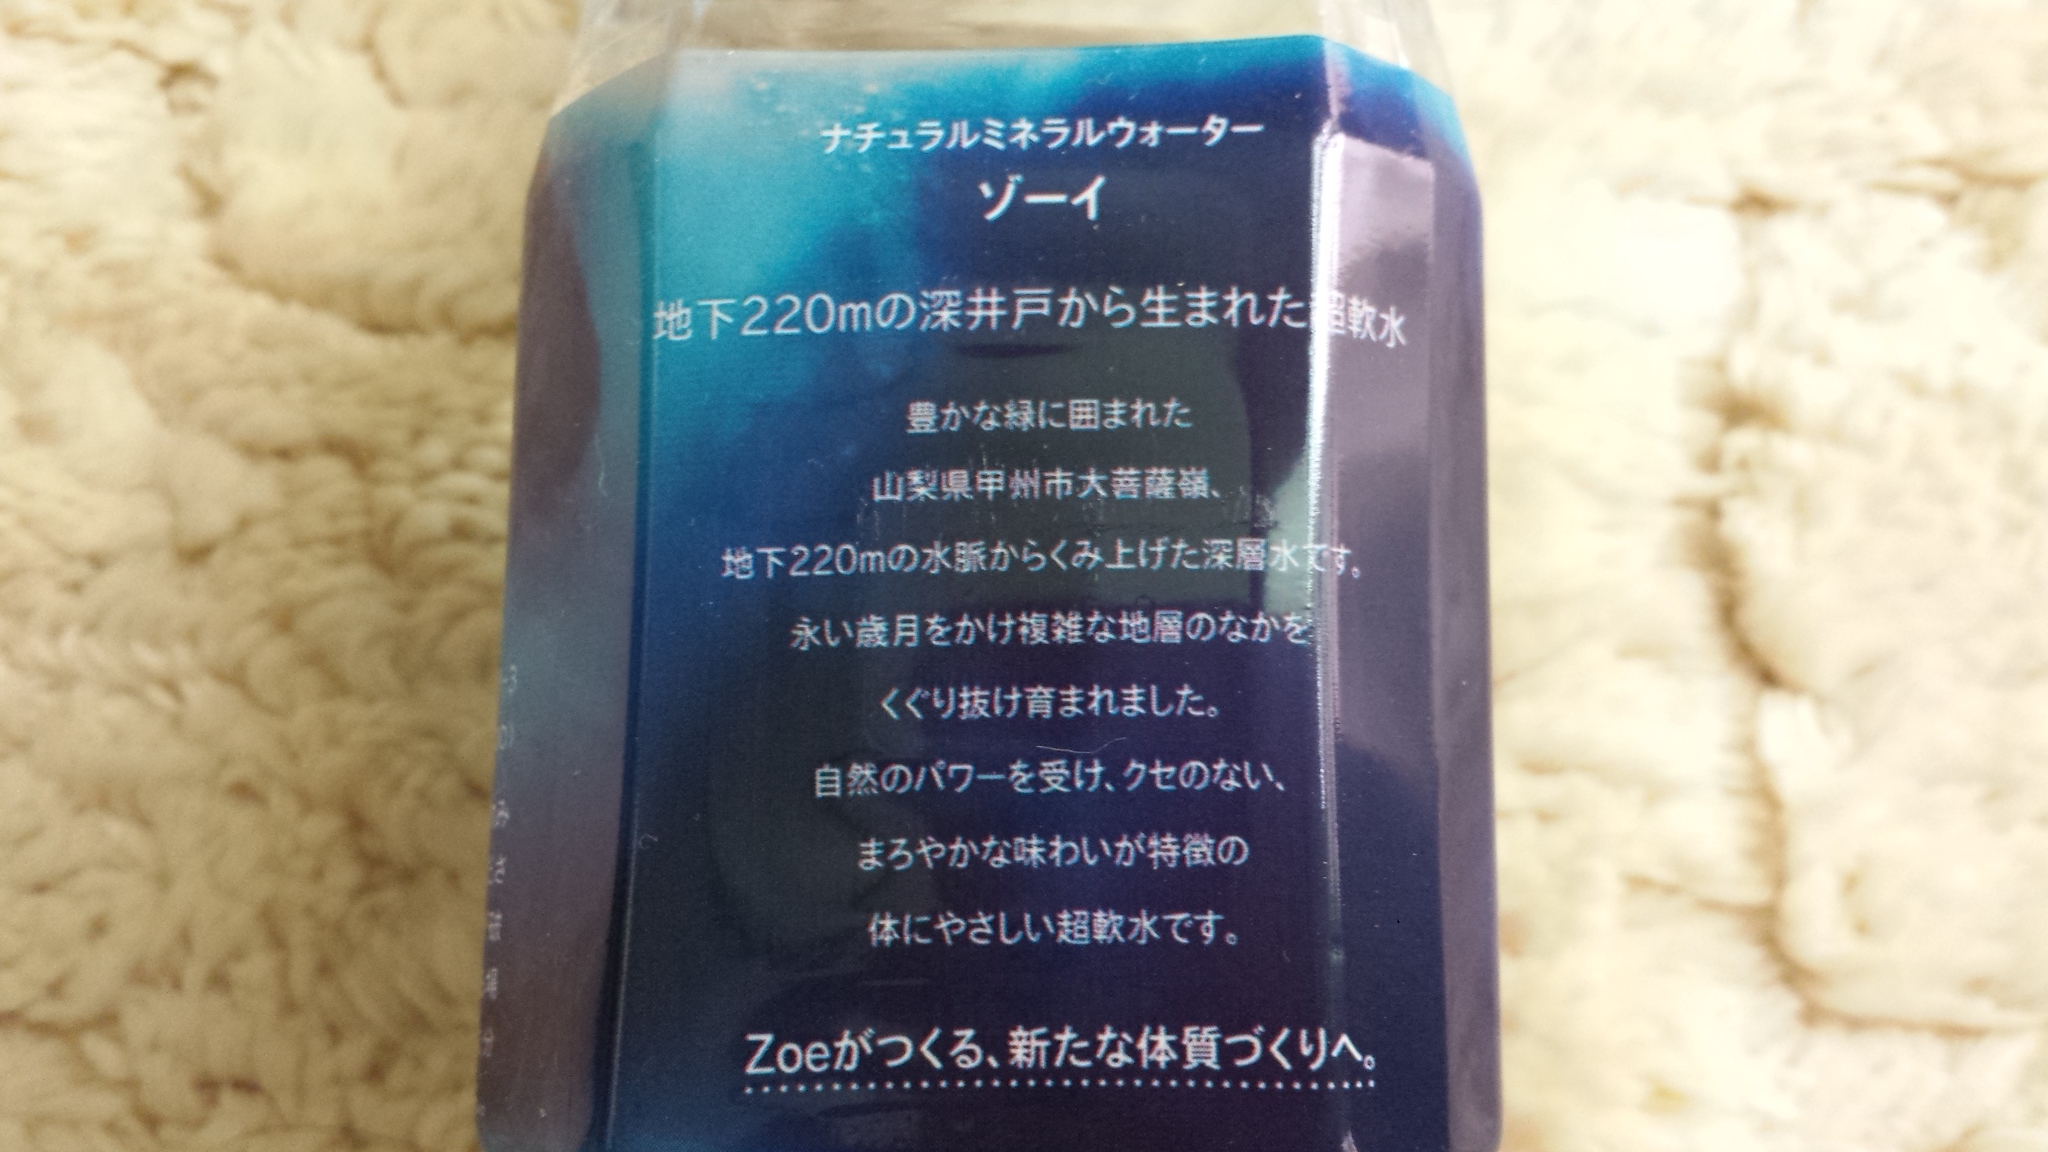 ナチュラルミネラルウォーター
ゾーイ
地下220mの深井戸から生まれた超軟水
豊かな緑に囲まれた
山梨県甲州市大菩薩嶺、
地下220mの水脈からくみ上げた深層水です。
永い歳月をかけ複雑な地層のなかを
くぐり抜け育まれました。
自然のパワーを受け、クセのない、
まろやかな味わいが特徴の
体にやさしい超軟水です。
Zoeがつくる、新たな体質づくりへ。